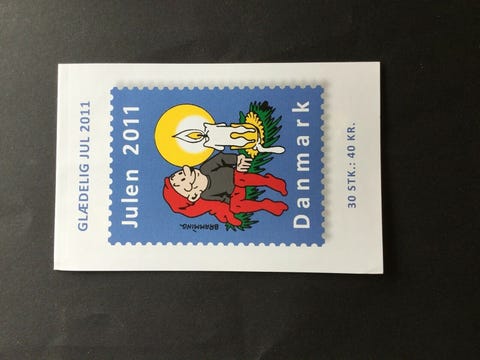 GLÆDELIG JUL 2011
Julen 2011
BRAMMING
Danmark
30 STK.: 40 KR.